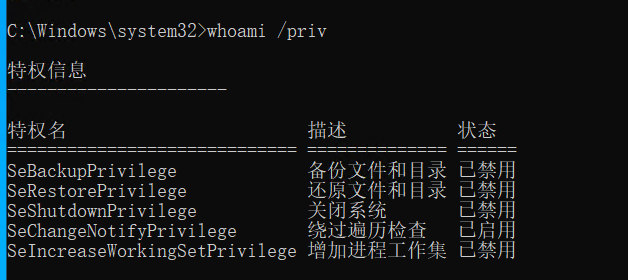 C:\Windows\system32>whoami /priv
特权信息
----------------------
特权名 描述 状态
============================= ============== ======
SeBackupPrivilege 备份文件和目录 已禁用
SeRestorePrivilege 还原文件和目录 已禁用
SeShutdownPrivilege 关闭系统 已禁用
SeChangeNotifyPrivilege 绕过遍历检查 已启用
SeIncreaseWorkingSetPrivilege 增加进程工作集 已禁用